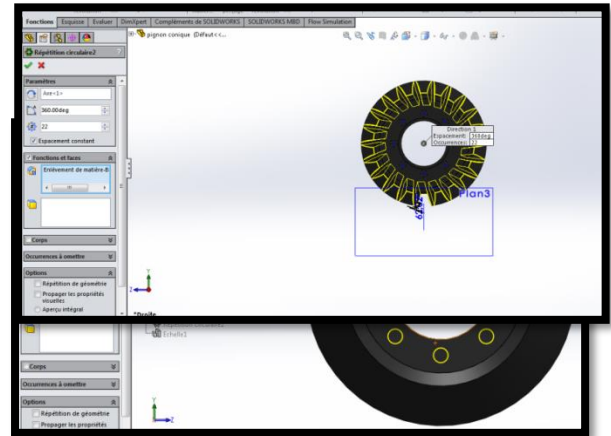 Fonctions Esquisse Evaluer DimXpert Compléments de SOLIDWORKS SOLIDWORKS MBD Flow Simulation
pignon conique (Défaut<<...
Répétition circulaire2
Paramètres
Axe<1>
360.00deg
22
Espacement constant
Fonctions et faces
Enlèvement de matière-B
Corps
Occurrences à omettre
Options
Répétition de géométrie
Propager les propriétés
visuelles
Aperçu intégral
Direction 1
Espacement: 360deg
Occurrences: 22
Plan3
Y
Z
*Droite
Echelle1
Corps
Occurrences à omettre
Options
Répétition de géométrie
Propager les propriétés
Y
Z